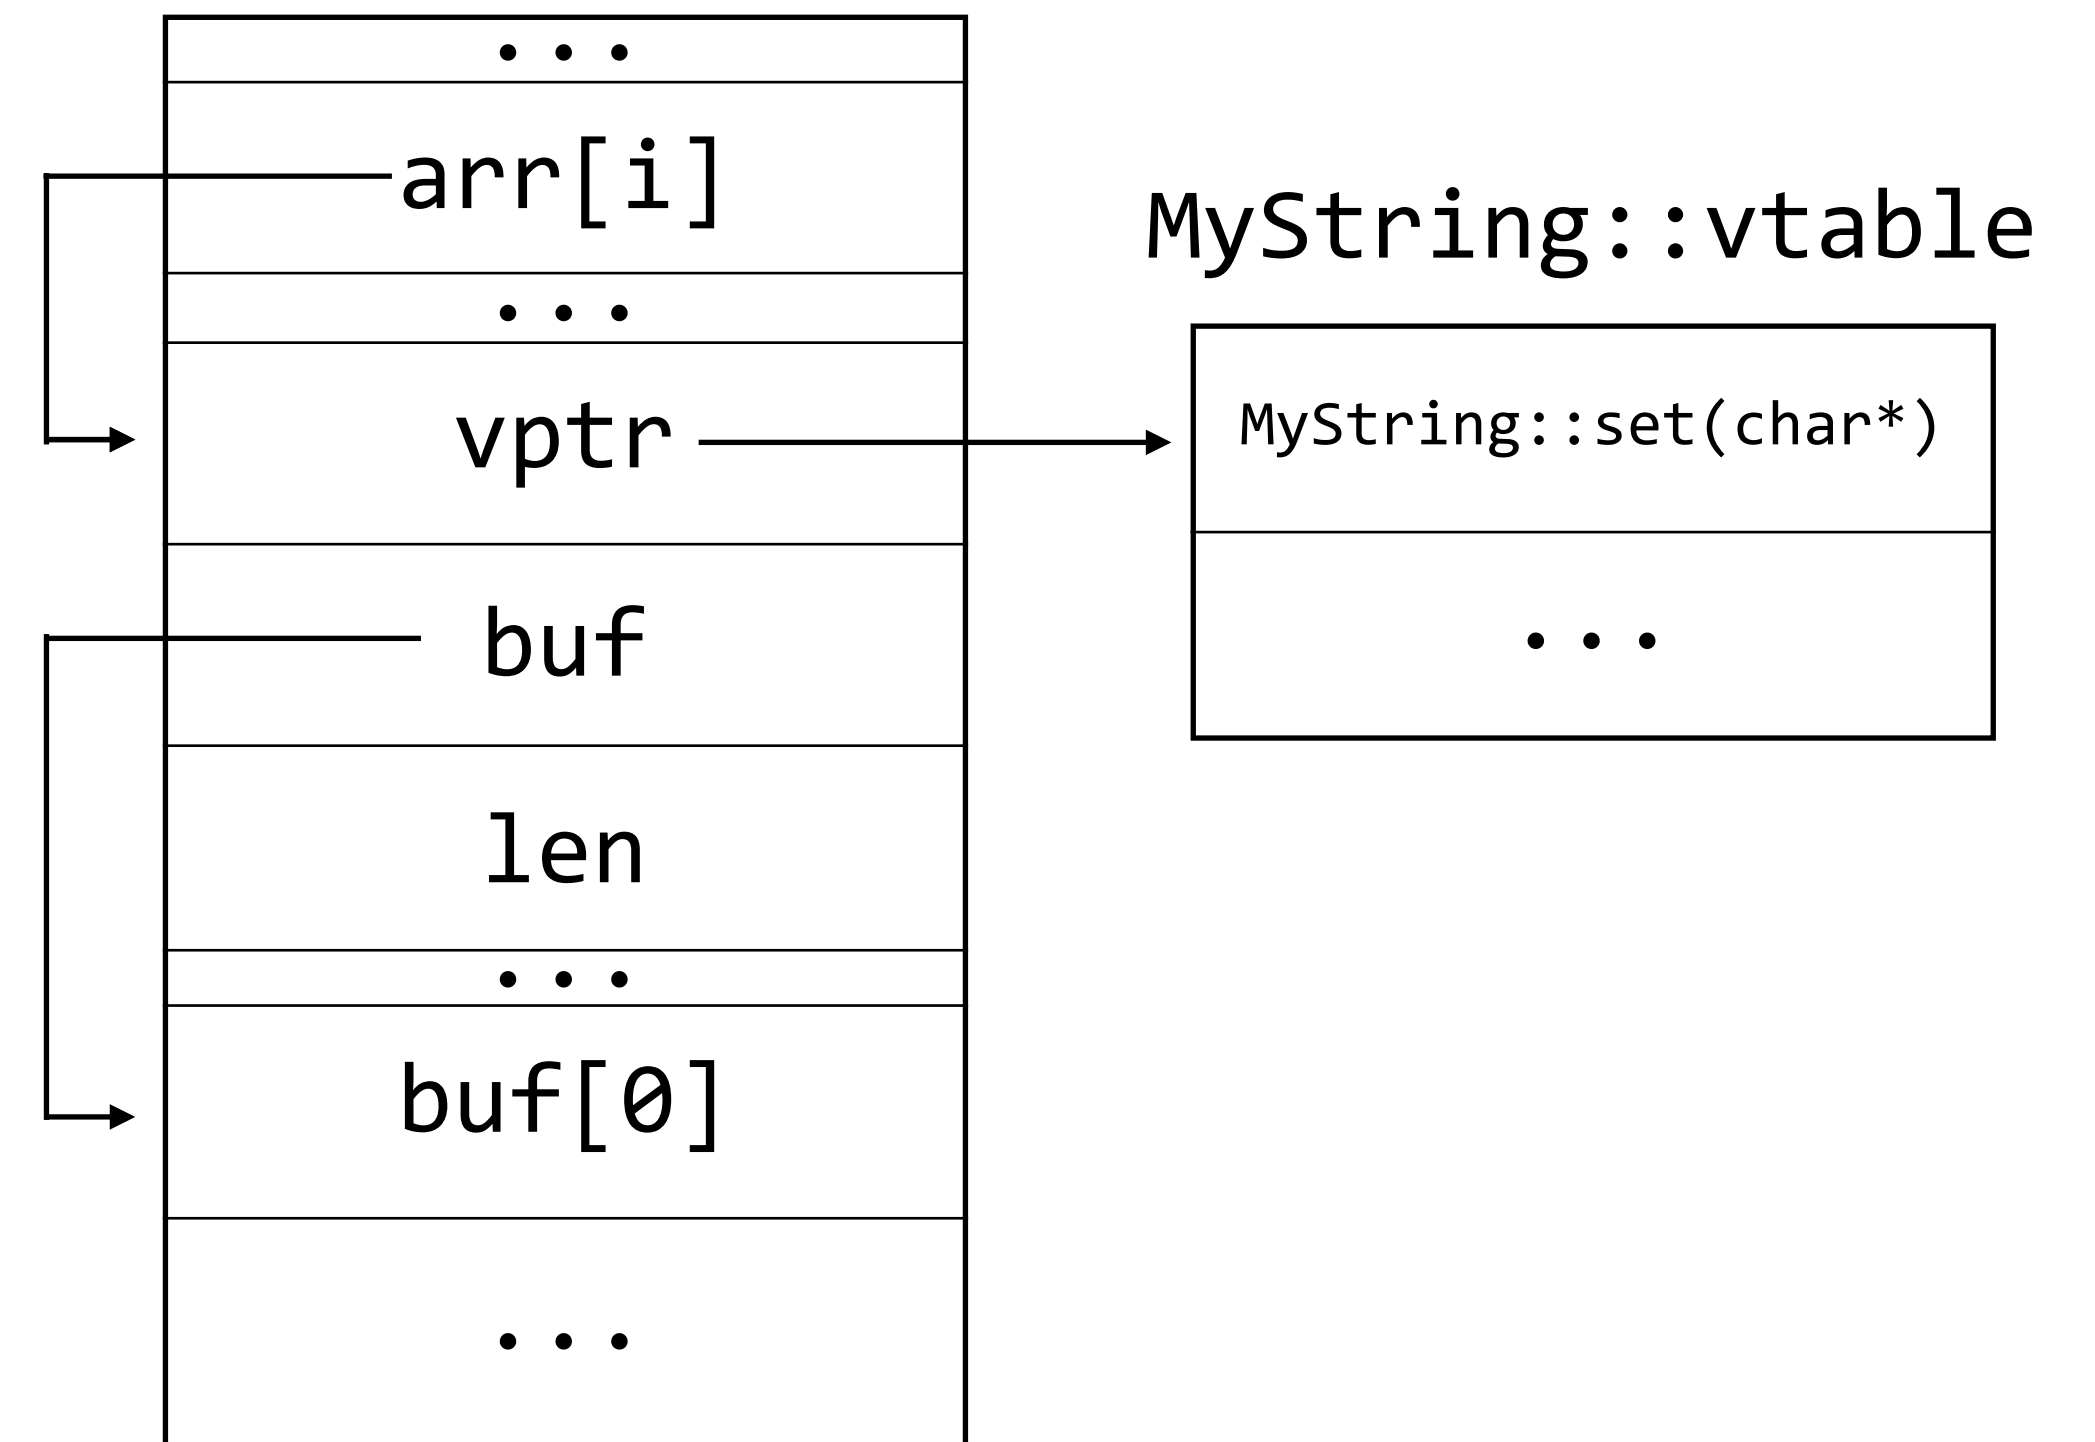 ...
arr[i]
...
vptr
buf
len
...
buf[0]
...
MyString::vtable
MyString::set(char*)
...